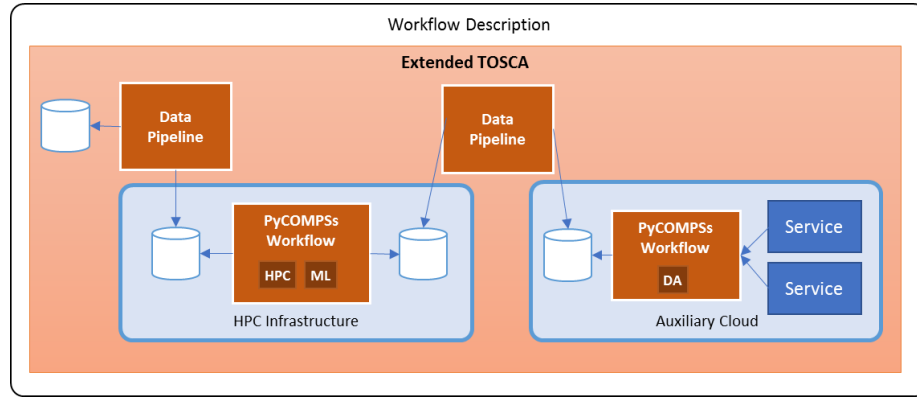 Workflow Description
Extended TOSCA
Data
Pipeline
Data
Pipeline
PyCOMPSs
Workflow
HPC ML
HPC Infrastructure
PyCOMPSs
Workflow
DA
Service
Service
Auxiliary Cloud